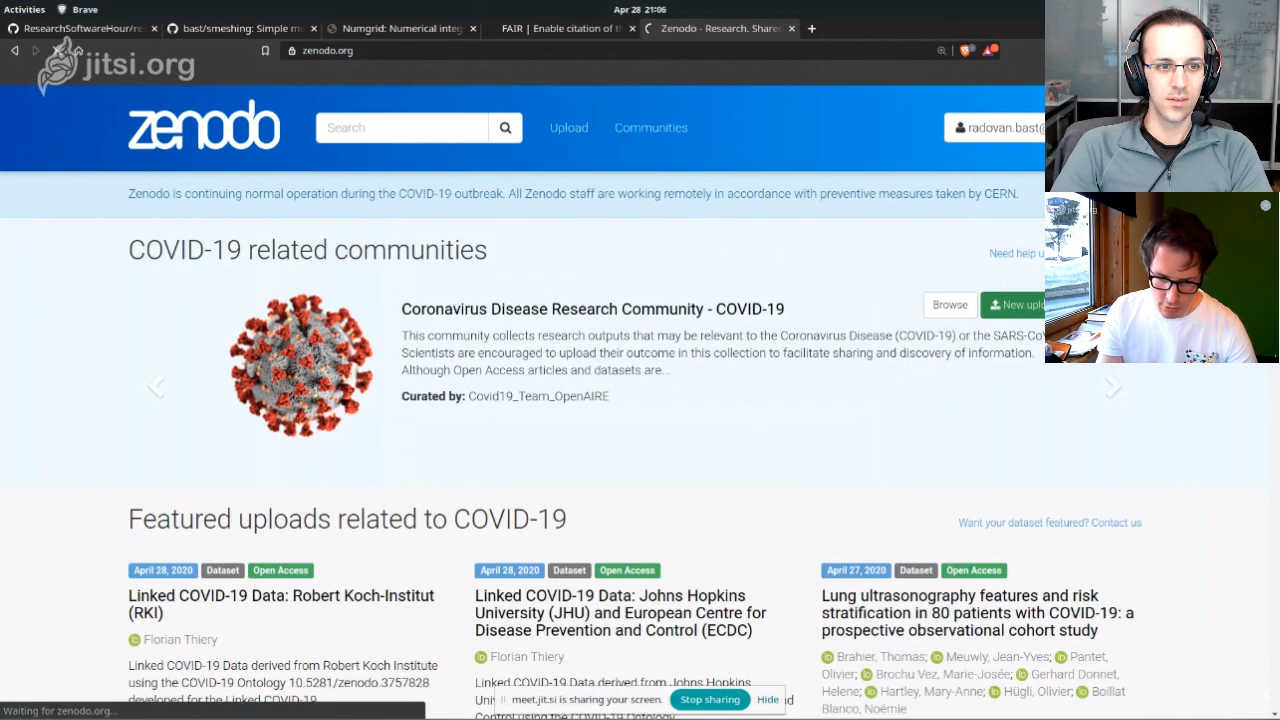 Activities Brave Apr 28 21:06
ResearchSoftwareHour/re × bast/smeshing: Simple me × Numgrid: Numerical integ × FAIR | Enable citation of th × Zenodo - Research. Share × +
zenodo.org
jitsi.org
zenodo Search Upload Communities radovan.bast@
Zenodo is continuing normal operation during the COVID-19 outbreak. All Zenodo staff are working remotely in accordance with preventive measures taken by CERN.
COVID-19 related communities
Need help u
Coronavirus Disease Research Community - COVID-19
Browse New uplo
This community collects research outputs that may be relevant to the Coronavirus Disease (COVID-19) or the SARS-CoV
Scientists are encouraged to upload their outcome in this collection to facilitate sharing and discovery of information.
Although Open Access articles and datasets are...
Curated by: Covid19_Team_OpenAIRE
Featured uploads related to COVID-19
Want your dataset featured? Contact us
April 28, 2020 Dataset Open Access
Linked COVID-19 Data: Robert Koch-Institut
(RKI)
Florian Thiery
Linked COVID-19 Data derived from Robert Koch Institute
using the COVID-19 Ontology 10.5281/zenodo.3757828
developed for the Linked COVID-19
April 28, 2020 Dataset Open Access
Linked COVID-19 Data: Johns Hopkins
University (JHU) and European Centre for
Disease Prevention and Control (ECDC)
Florian Thiery
Linked COVID-19 Data derived from Johns Hopkins
April 27, 2020 Dataset Open Access
Lung ultrasonography features and risk
stratification in 80 patients with COVID-19: a
prospective observational cohort study
Brahier, Thomas; Meuwly, Jean-Yves; Pantet,
Olivier; Brochu Vez, Marie-Josée; Gerhard Donnet,
Helene; Hartley, Mary-Anne; Hügli, Olivier; Boillat
Blanco, Noémie
meet.jit.si is sharing your screen. Stop sharing Hide
Waiting for zenodo.org...